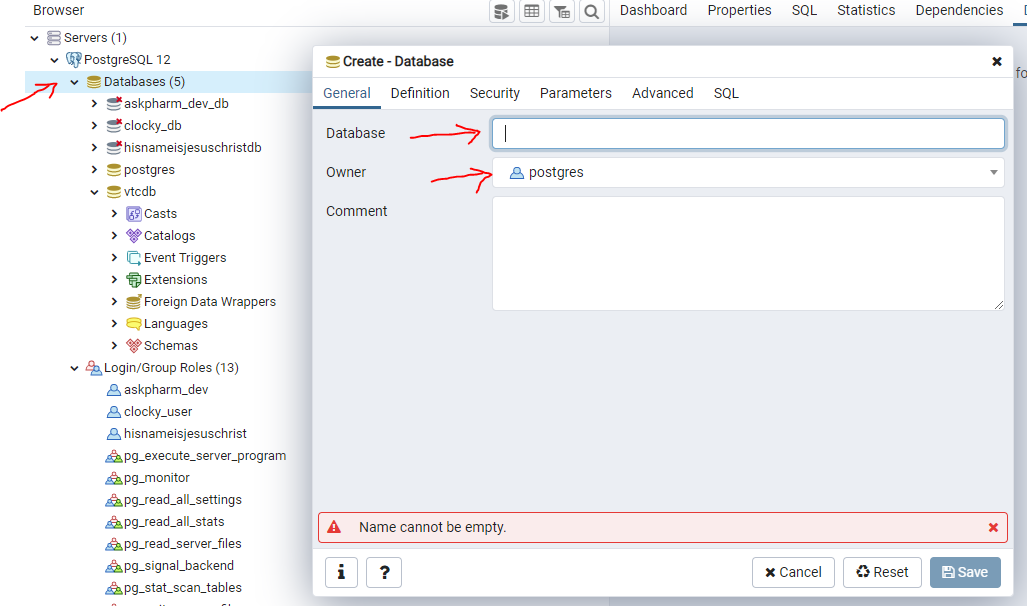 Browser
Dashboard Properties SQL Statistics Dependencies
Servers (1)
PostgreSQL 12
Databases (5)
askpharm_dev_db
clocky_db
hisnameisjesuschristdb
postgres
vtcdb
Casts
Catalogs
Event Triggers
Extensions
Foreign Data Wrappers
Languages
Schemas
Login/Group Roles (13)
askpharm_dev
clocky_user
hisnameisjesuschrist
pg_execute_server_program
pg_monitor
pg_read_all_settings
pg_read_all_stats
pg_read_server_files
pg_signal_backend
pg_stat_scan_tables
Create - Database
fo
General Definition Security Parameters Advanced SQL
Database
Owner postgres
Comment
Name cannot be empty.
i ? Cancel Reset Save